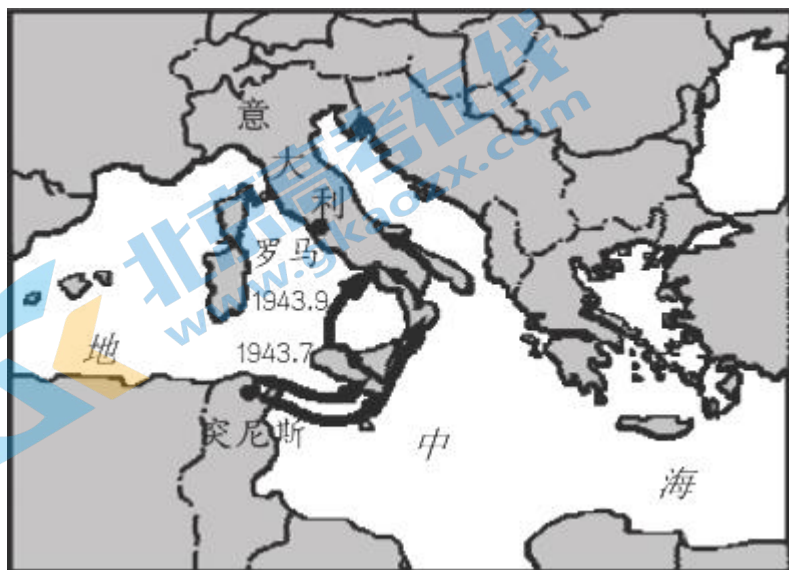 意
大
利
罗马
1943.9
1943.7
地
突尼斯
中
海
北京高考在线
www.gkaozx.com